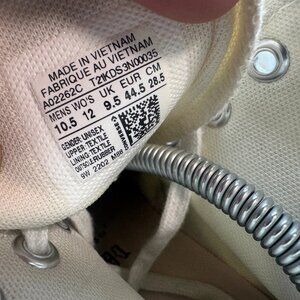 MADE IN VIETNAM
FABRIQUE AU VIETNAM
A02262C T21KDS3N00035
MENS WO'S UK EUR CM
10.5 12 9.5 44.5 28.5
GENDER:UNISEX
UPPER:TEXTILE
LINING:TEXTILE
OUTSOLE:RUBBER
2202